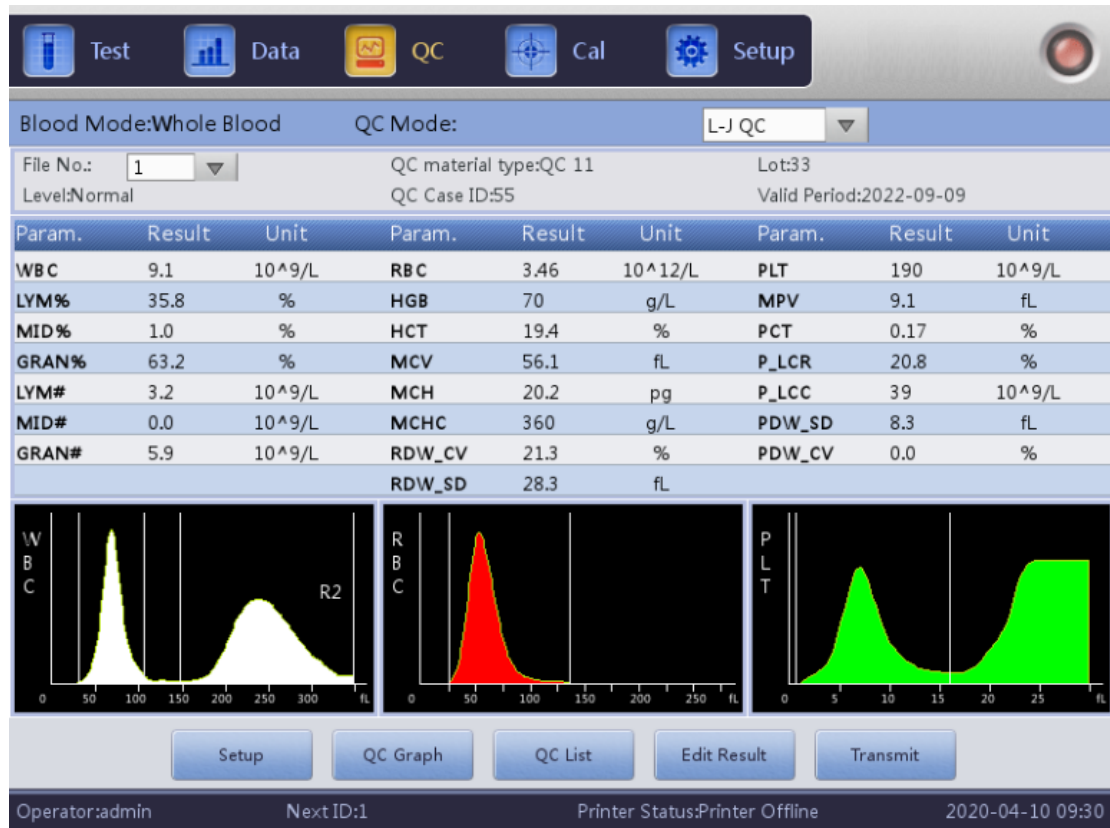 Test Data QC Cal Setup
Blood Mode:Whole Blood QC Mode: L-J QC
File No.: 1 QC material type:QC 11 Lot:33
Level:Normal QC Case ID:55 Valid Period:2022-09-09
Param. Result Unit Param. Result Unit Param. Result Unit
WBC 9.1 10^9/L RBC 3.46 10^12/L PLT 190 10^9/L
LYM% 35.8 % HGB 70 g/L MPV 9.1 fL
MID% 1.0 % HCT 19.4 % PCT 0.17 %
GRAN% 63.2 % MCV 56.1 fL P_LCR 20.8 %
LYM# 3.2 10^9/L MCH 20.2 pg P_LCC 39 10^9/L
MID# 0.0 10^9/L MCHC 360 g/L PDW_SD 8.3 fL
GRAN# 5.9 10^9/L RDW_CV 21.3 % PDW_CV 0.0 %
RDW_SD 28.3 fL
WBC R2
0 50 100 150 200 250 300 fL
RBC
0 50 100 150 200 250 fL
PLT
0 5 10 15 20 25 fL
Setup QC Graph QC List Edit Result Transmit
Operator:admin Next ID:1 Printer Status:Printer Offline 2020-04-10 09:30